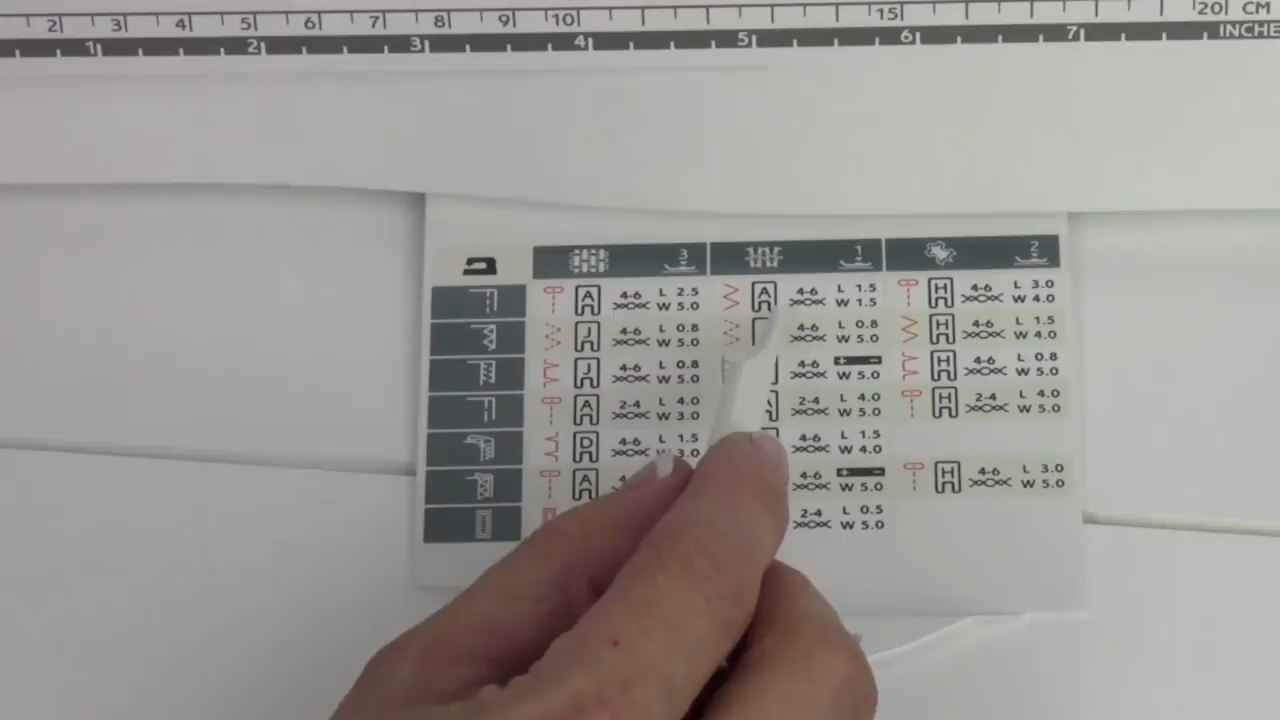 2 3 4 5 6 7 8 9 10 15 20 CM
1 2 3 4 5 6 7 INCHE
3 1 2
A 4-6 L 2.5 W 5.0 A 4-6 L 1.5 W 1.5 H 4-6 L 3.0 W 4.0
J 4-6 L 0.8 W 5.0 4-6 L 0.8 W 5.0 H 4-6 L 1.5 W 4.0
J 4-6 L 0.8 W 5.0 4-6 + - W 5.0 H 4-6 L 0.8 W 5.0
A 2-4 L 4.0 W 3.0 A 2-4 L 4.0 W 5.0 H 2-4 L 4.0 W 5.0
D 4-6 L 1.5 W 3.0 4-6 L 1.5 W 4.0
A 4-6 + - W 5.0 H 4-6 L 3.0 W 5.0
2-4 L 0.5 W 5.0